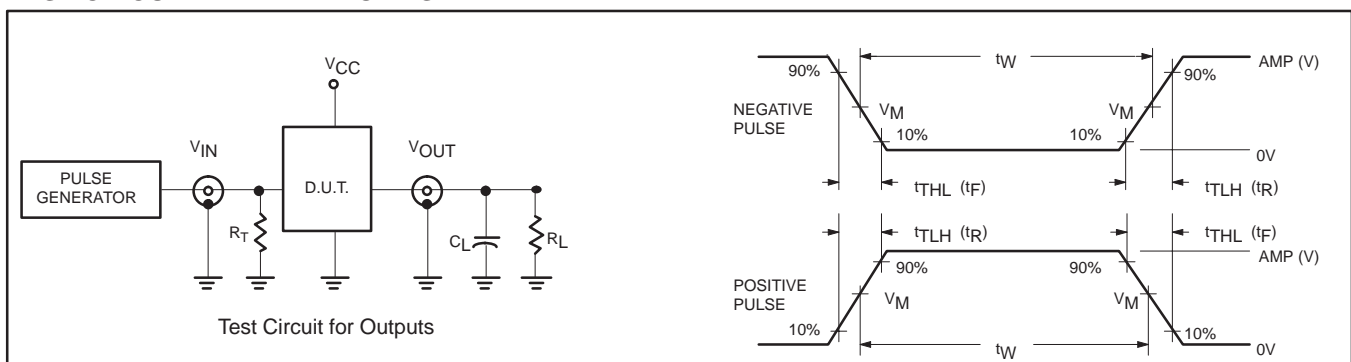 VCC
VIN
VOUT
PULSE
GENERATOR
D.U.T.
RT
CL
RL
Test Circuit for Outputs
tW
90%
90%
AMP (V)
NEGATIVE
PULSE
VM
VM
10%
10%
0V
tTHL (tF)
tTLH (tR)
tTLH (tR)
tTHL (tF)
AMP (V)
90%
90%
POSITIVE
PULSE
VM
VM
10%
10%
0V
tW